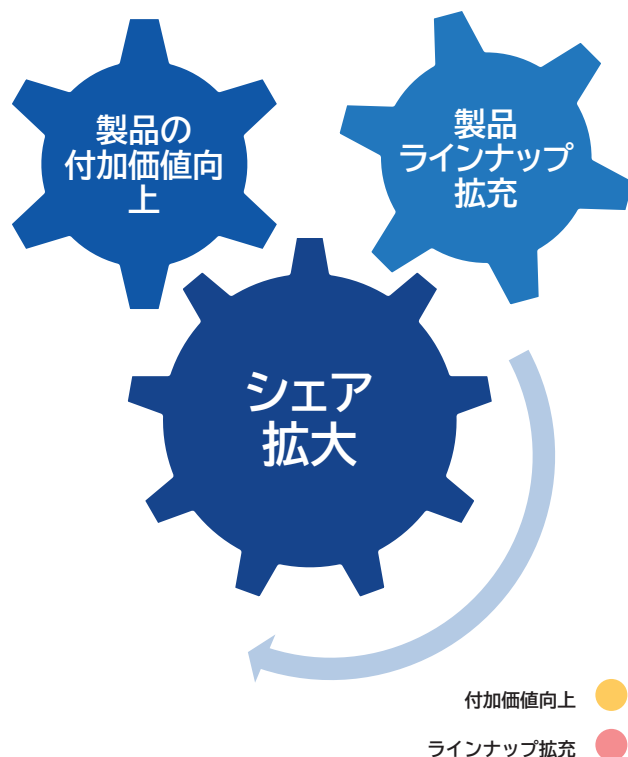 製品の
付加価値向
上
製品
ラインナップ
拡充
シェア
拡大
付加価値向上
ラインナップ拡充